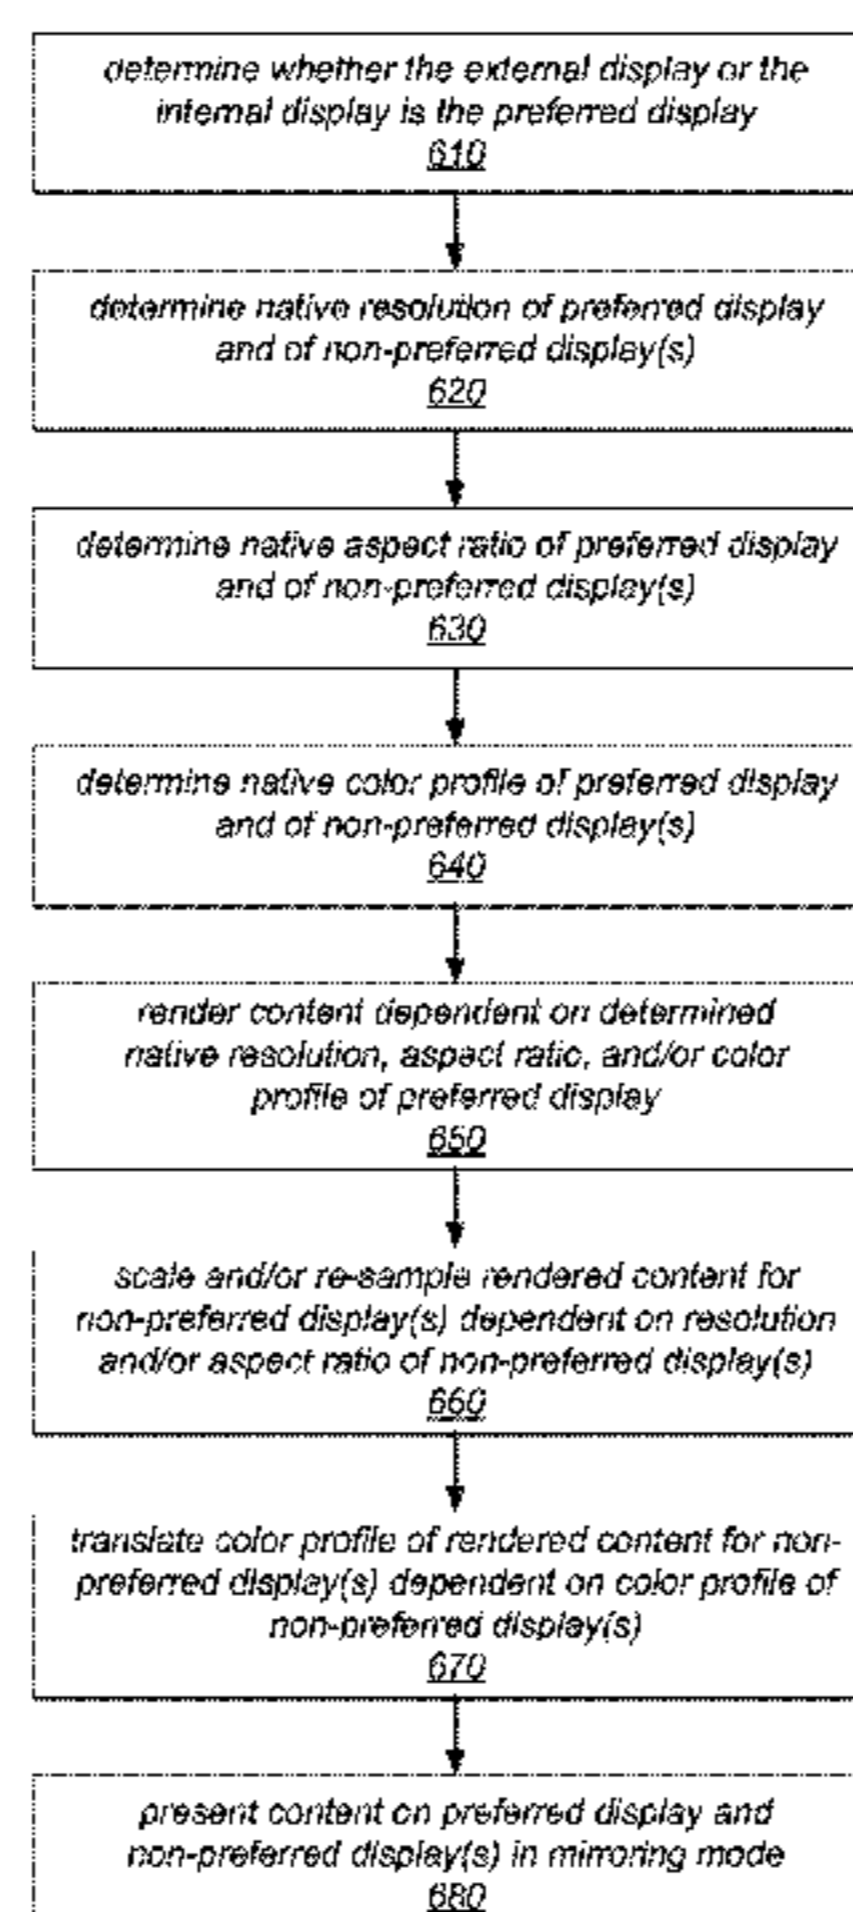 determine whether the external display or the
internal display is the preferred display
610
determine native resolution of preferred display
and of non-preferred display(s)
620
determine native aspect ratio of preferred display
and of non-preferred display(s)
630
determine native color profile of preferred display
and of non-preferred display(s)
640
render content dependent on determined
native resolution, aspect ratio, and/or color
profile of preferred display
650
scale and/or re-sample rendered content for
non-preferred display(s) dependent on resolution
and/or aspect ratio of non-preferred display(s)
660
translate color profile of rendered content for non-
preferred display(s) dependent on color profile of
non-preferred display(s)
670
present content on preferred display and
non-preferred display(s) in mirroring mode
680